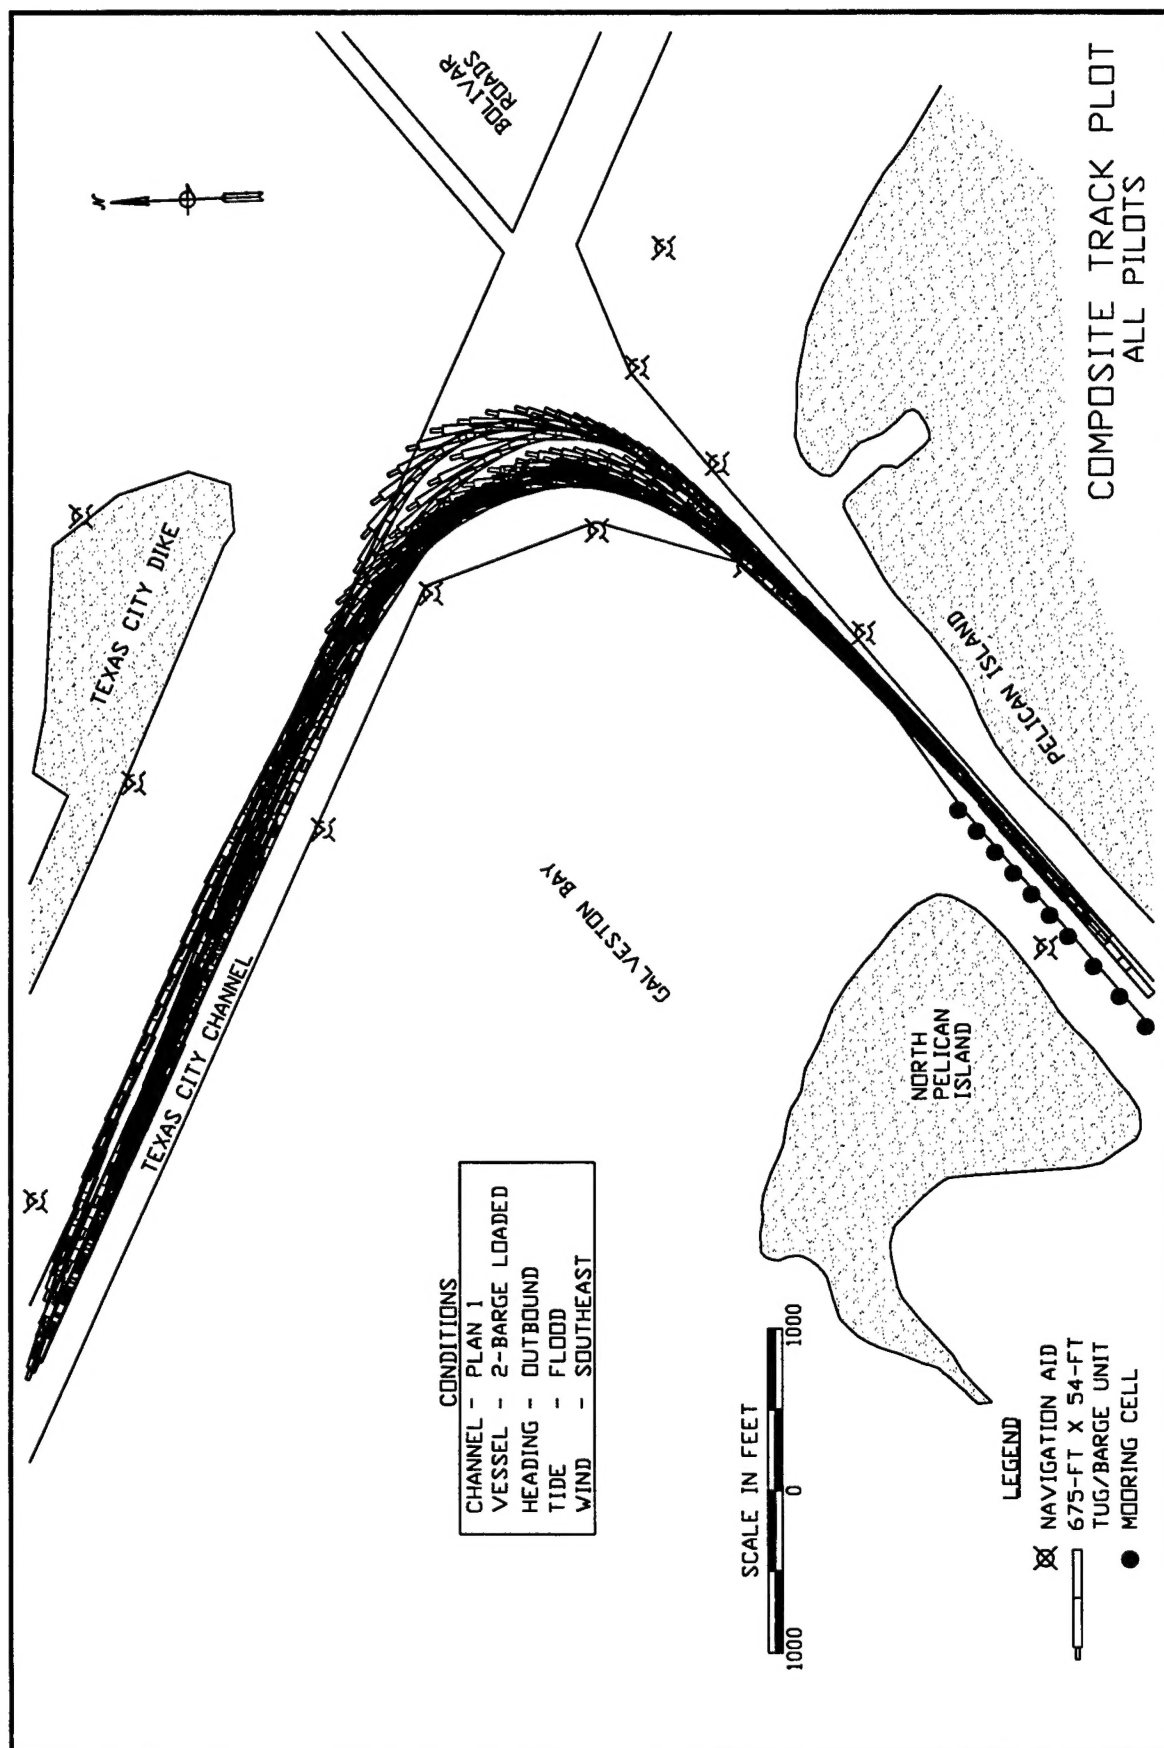 BOLIVAR
ROADS
N
TEXAS CITY DIKE
TEXAS CITY CHANNEL
GALVESTON BAY
PELICAN ISLAND
NORTH
PELICAN
ISLAND
CONDITIONS
CHANNEL - PLAN 1
VESSEL - 2-BARGE LOADED
HEADING - OUTBOUND
TIDE - FLOOD
WIND - SOUTHEAST
SCALE IN FEET
1000 0 1000
LEGEND
NAVIGATION AID
675-FT X 54-FT
TUG/BARGE UNIT
MOORING CELL
COMPOSITE TRACK PLOT
ALL PILOTS